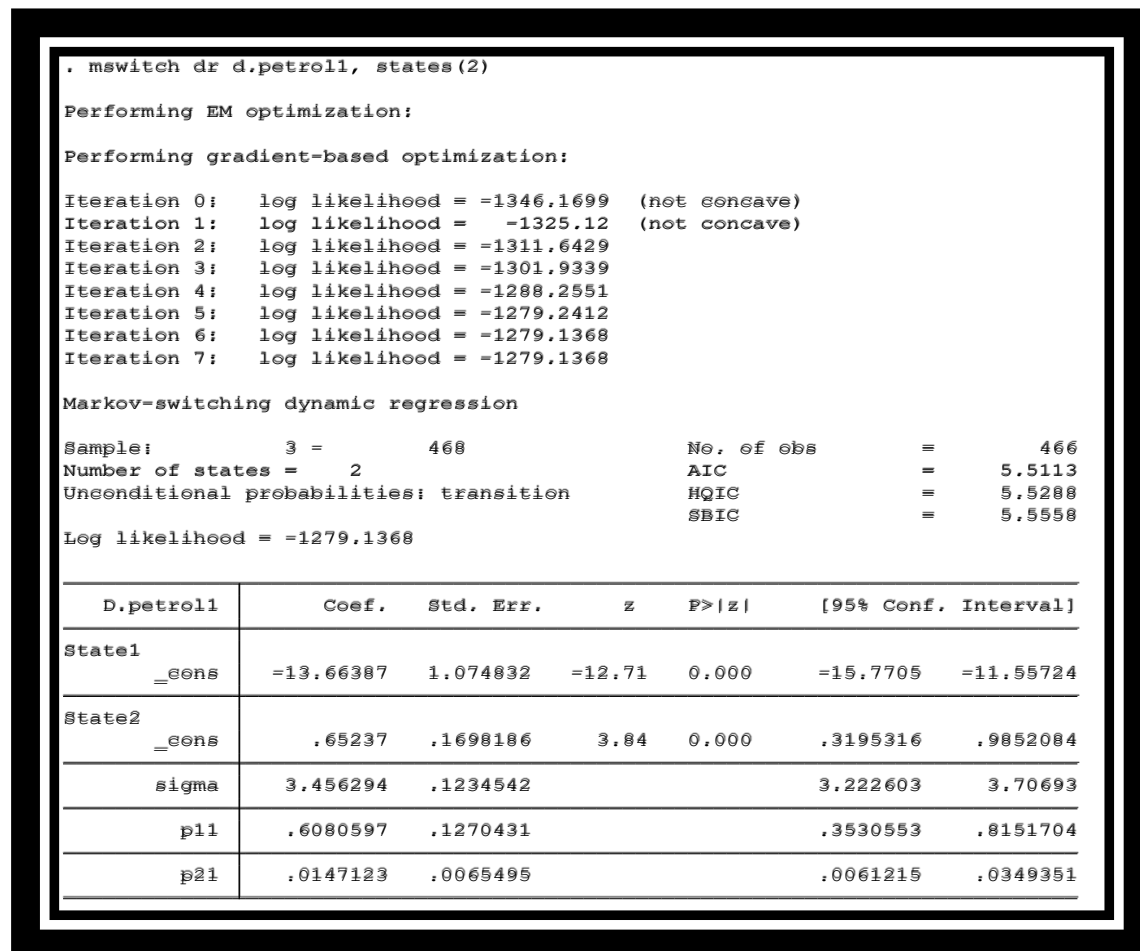 . mswitch dr d.petrol1, states(2)
Performing EM optimization:
Performing gradient-based optimization:
Iteration 0:   log likelihood = -1346.1699  (not concave)
Iteration 1:   log likelihood =   -1325.12  (not concave)
Iteration 2:   log likelihood = -1311.6429
Iteration 3:   log likelihood = -1301.9339
Iteration 4:   log likelihood = -1288.2551
Iteration 5:   log likelihood = -1279.2412
Iteration 6:   log likelihood = -1279.1368
Iteration 7:   log likelihood = -1279.1368
Markov-switching dynamic regression
Sample: 3 - 468 No. of obs = 466
Number of states = 2 AIC = 5.5113
Unconditional probabilities: transition HQIC = 5.5288
SBIC = 5.5558
Log likelihood = -1279.1368
D.petrol1 Coef. Std. Err. z P>|z| [95% Conf. Interval]
State1
_cons -13.66387 1.074832 -12.71 0.000 -15.7705 -11.55724
State2
_cons .65237 .1698186 3.84 0.000 .3195316 .9852084
sigma 3.456294 .1234542 3.222603 3.70693
p11 .6080597 .1270431 .3530553 .8151704
p21 .0147123 .0065495 .0061215 .0349351